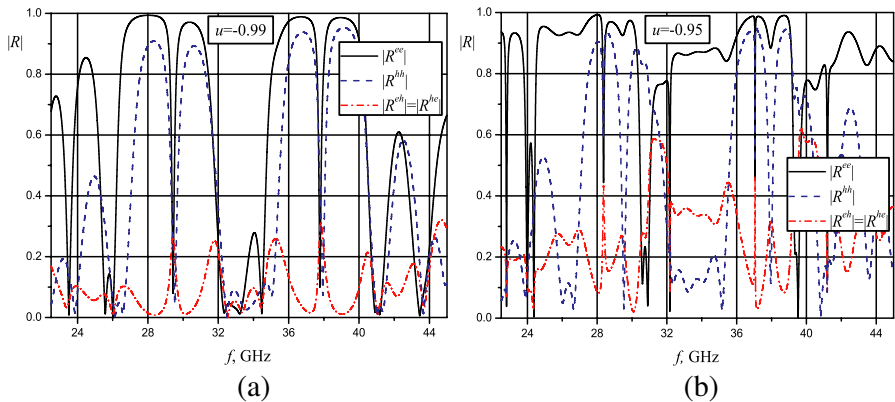 u=-0.99
|R|
1.0
0.8
0.6
0.4
0.2
0.0
|R^ee|
|R^hh|
|R^eh|=|R^he|
24 28 32 36 40 44
f, GHz
(a)
u=-0.95
|R|
1.0
0.8
0.6
0.4
0.2
0.0
|R^ee|
|R^hh|
|R^eh|=|R^he|
24 28 32 36 40 44
f, GHz
(b)